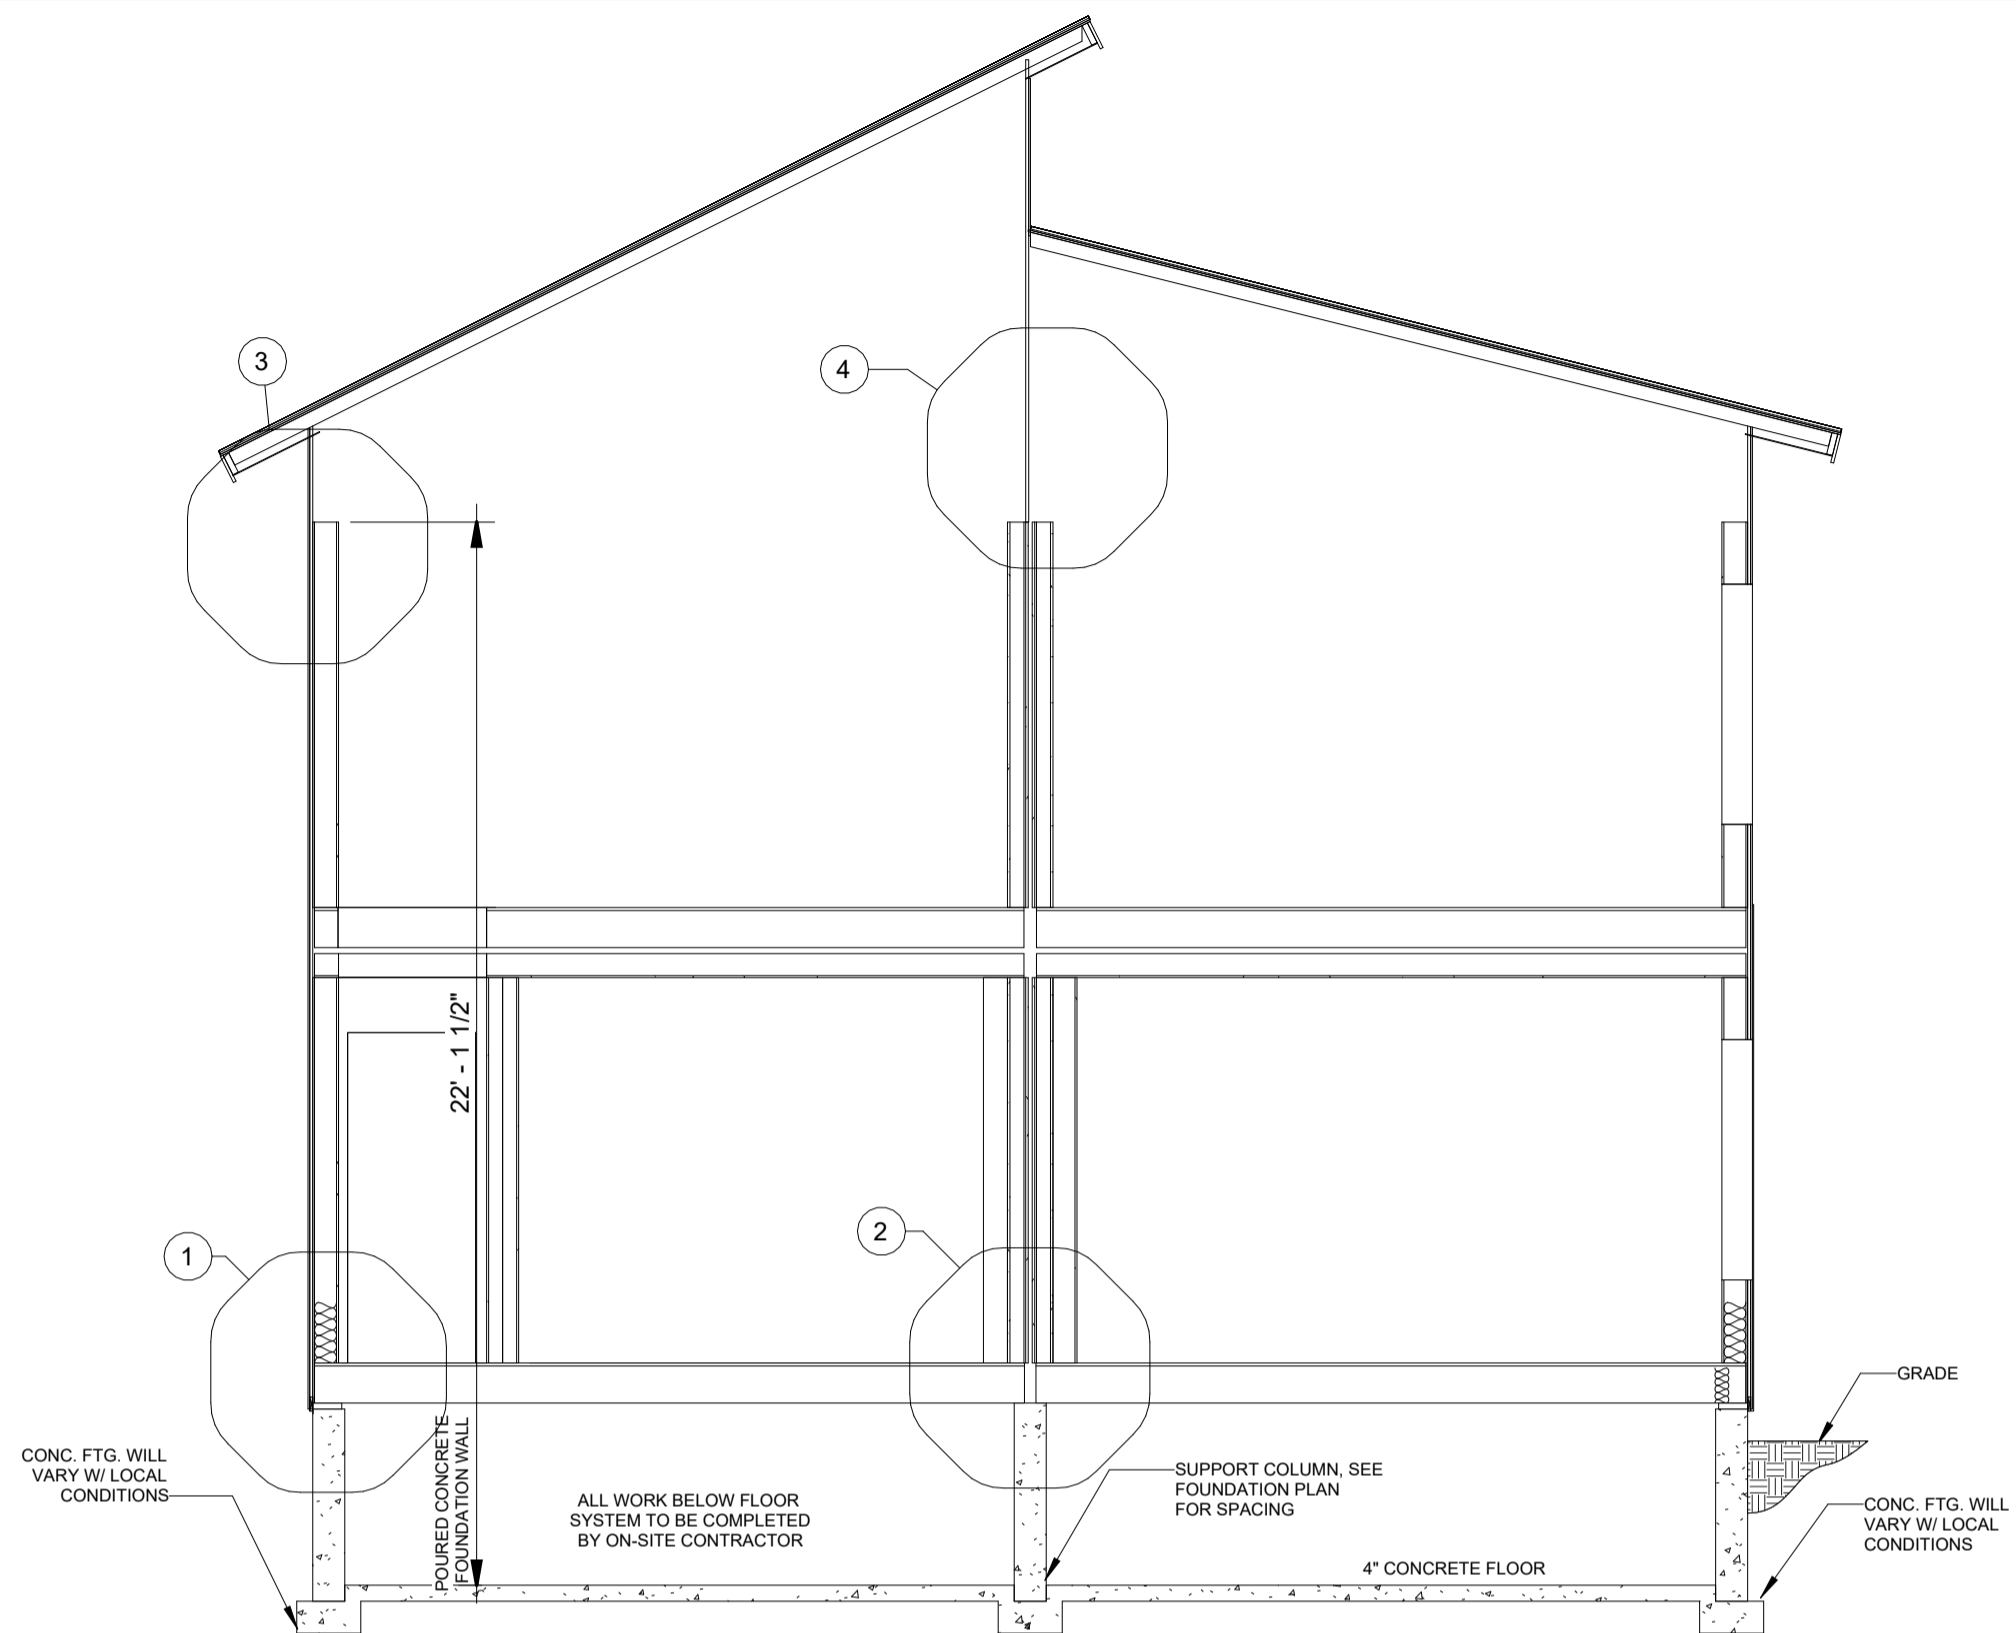 3
4
22' - 1 1/2"
1
2
GRADE
CONC. FTG. WILL
VARY W/ LOCAL
CONDITIONS
POURED CONCRETE
FOUNDATION WALL
ALL WORK BELOW FLOOR
SYSTEM TO BE COMPLETED
BY ON-SITE CONTRACTOR
SUPPORT COLUMN, SEE
FOUNDATION PLAN
FOR SPACING
4" CONCRETE FLOOR
CONC. FTG. WILL
VARY W/ LOCAL
CONDITIONS